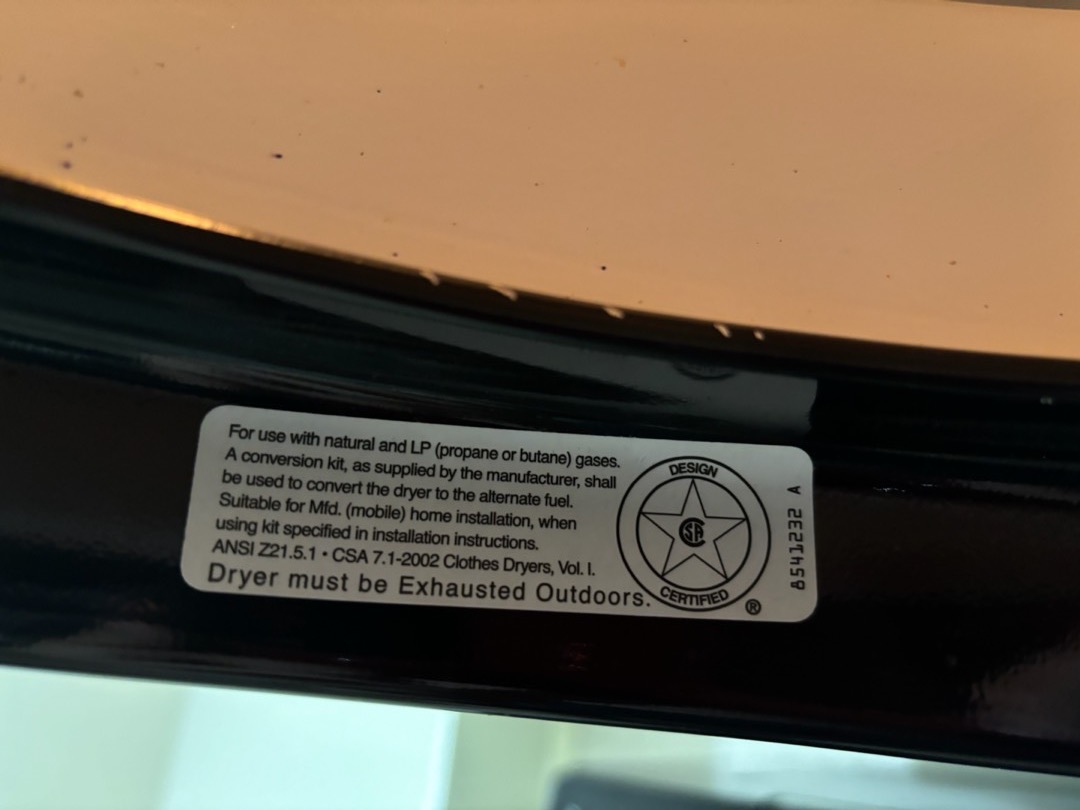 For use with natural and LP (propane or butane) gases.
A conversion kit, as supplied by the manufacturer, shall
be used to convert the dryer to the alternate fuel.
Suitable for Mfd. (mobile) home installation, when
using kit specified in installation instructions.
ANSI Z21.5.1 • CSA 7.1-2002 Clothes Dryers, Vol. I.
Dryer must be Exhausted Outdoors.
DESIGN
SA
CERTIFIED
®
8541232 A